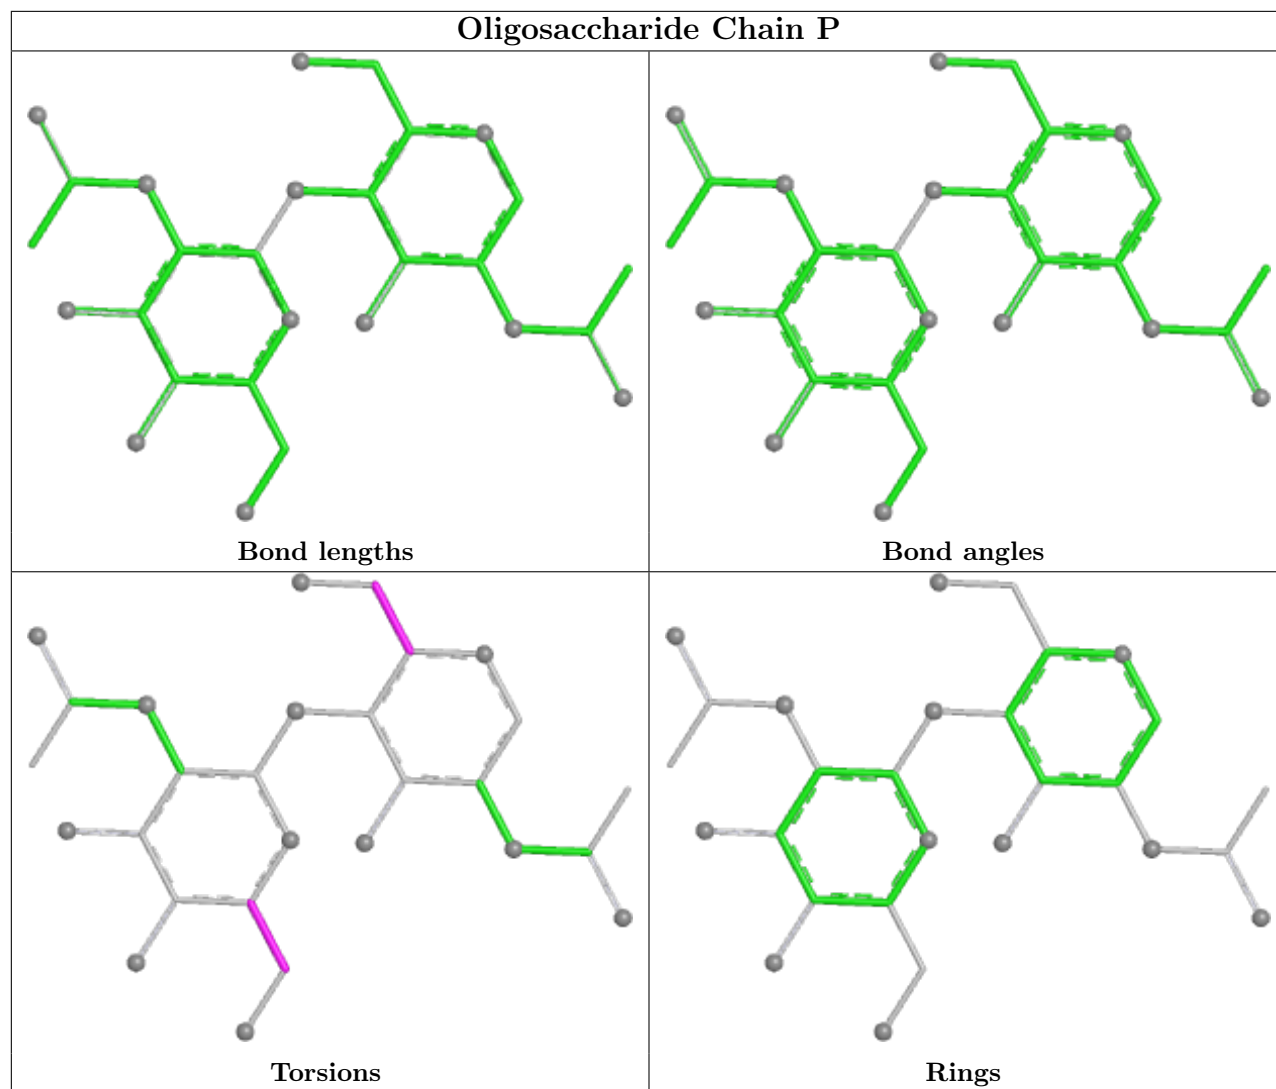 Oligosaccharide Chain P
Bond lengths
Bond angles
Torsions
Rings